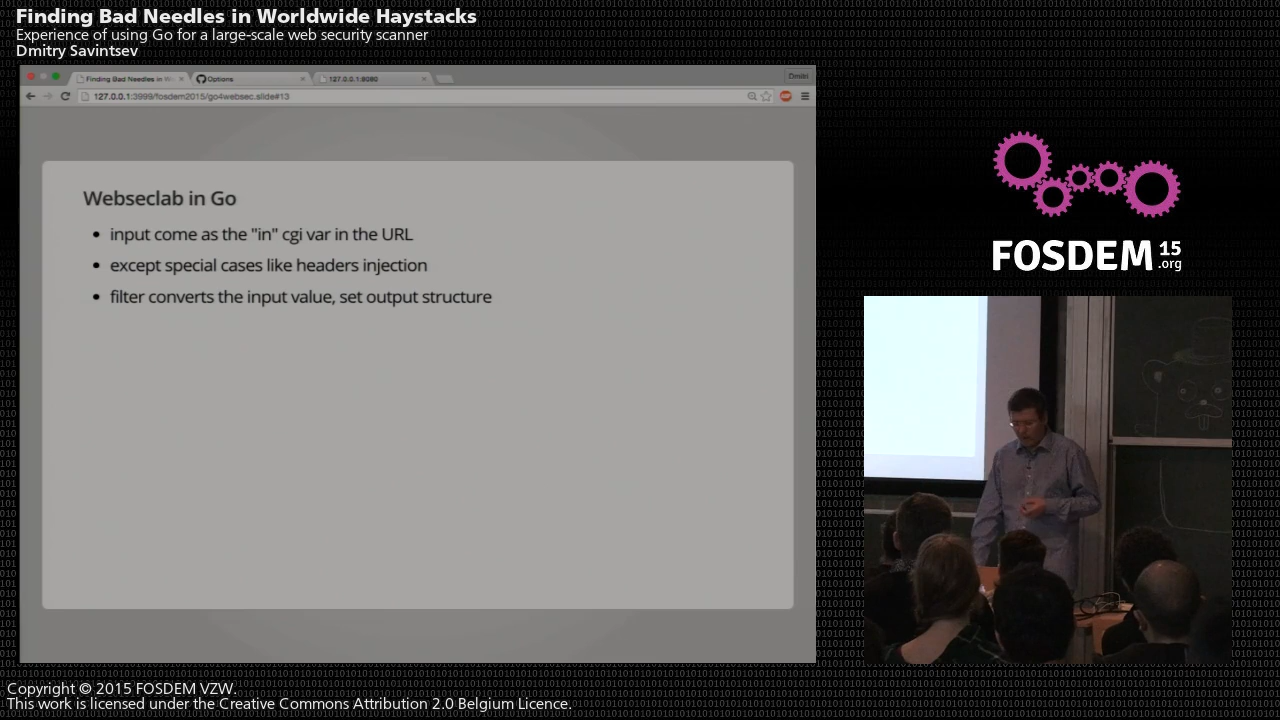 Finding Bad Needles in Worldwide Haystacks
Experience of using Go for a large-scale web security scanner
Dmitry Savintsev
Finding Bad Needles in Wo
Options
127.0.0.1:8080
Dmitri
127.0.0.1:3999/fosdem2015/go4websec.slide#13
ABP
Webseclab in Go
• input come as the "in" cgi var in the URL
• except special cases like headers injection
• filter converts the input value, set output structure
FOSDEM 15
.org
Copyright © 2015 FOSDEM VZW.
This work is licensed under the Creative Commons Attribution 2.0 Belgium Licence.